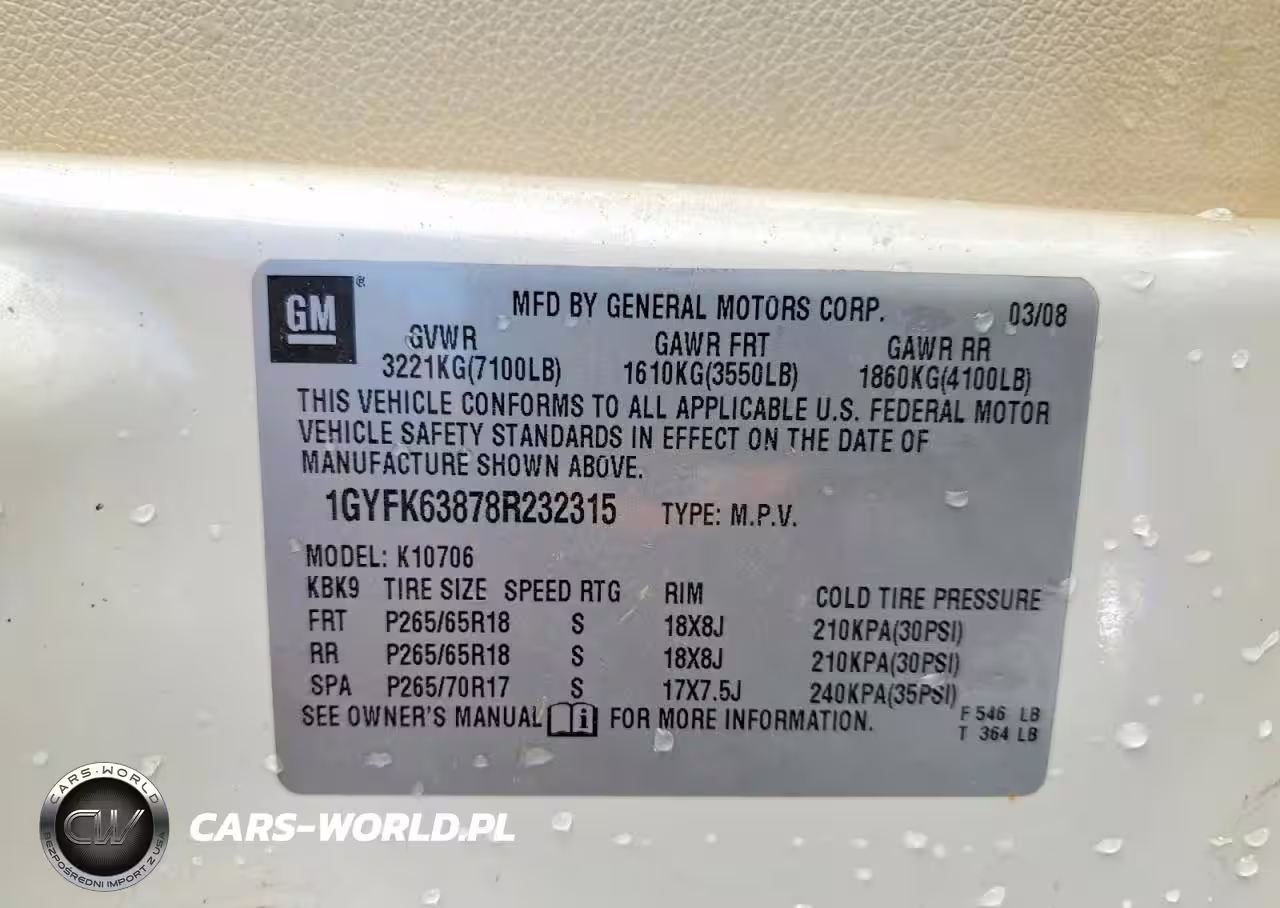 GM ®
MFD BY GENERAL MOTORS CORP. 03/08
GVWR GAWR FRT GAWR RR
3221KG(7100LB) 1610KG(3550LB) 1860KG(4100LB)
THIS VEHICLE CONFORMS TO ALL APPLICABLE U.S. FEDERAL MOTOR
VEHICLE SAFETY STANDARDS IN EFFECT ON THE DATE OF
MANUFACTURE SHOWN ABOVE.
1GYFK63878R232315 TYPE: M.P.V.
MODEL: K10706
KBK9 TIRE SIZE SPEED RTG RIM COLD TIRE PRESSURE
FRT P265/65R18 S 18X8J 210KPA(30PSI)
RR P265/65R18 S 18X8J 210KPA(30PSI)
SPA P265/70R17 S 17X7.5J 240KPA(35PSI)
SEE OWNER'S MANUAL i FOR MORE INFORMATION.
F 546 LB
T 364 LB
CARS-WORLD
CW
BEZPOŚREDNI IMPORT Z USA
CARS-WORLD.PL